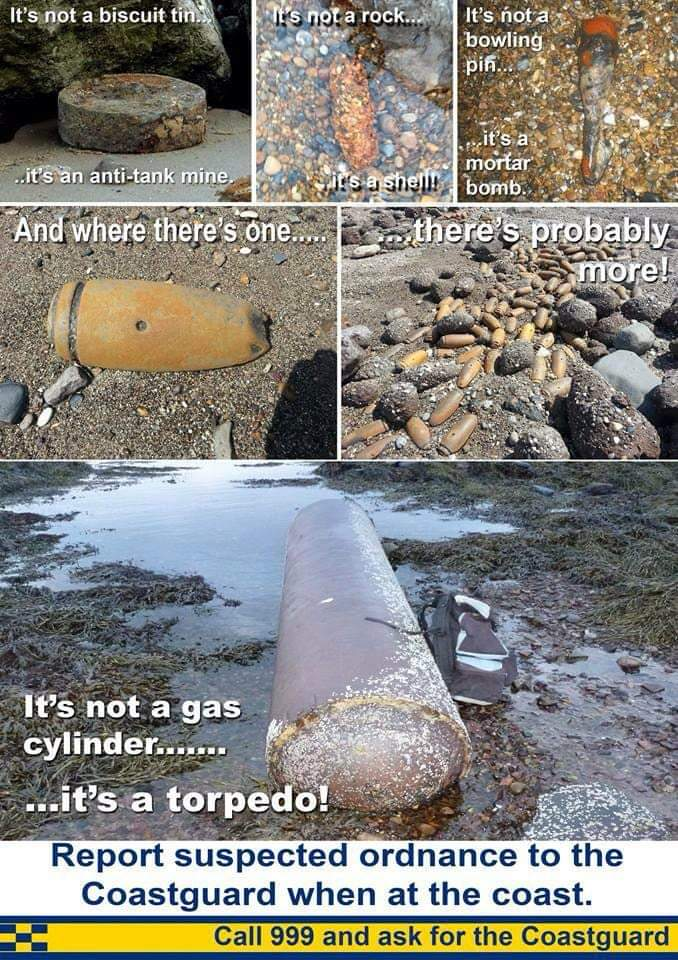 It's not a biscuit tin...
..it's an anti-tank mine.
It's not a rock...
...it's a shell!
It's not a
bowling
pin...
...it's a
mortar
bomb.
And where there's one.....
....there's probably
more!
It's not a gas
cylinder.......
...it's a torpedo!
Report suspected ordnance to the
Coastguard when at the coast.
Call 999 and ask for the Coastguard